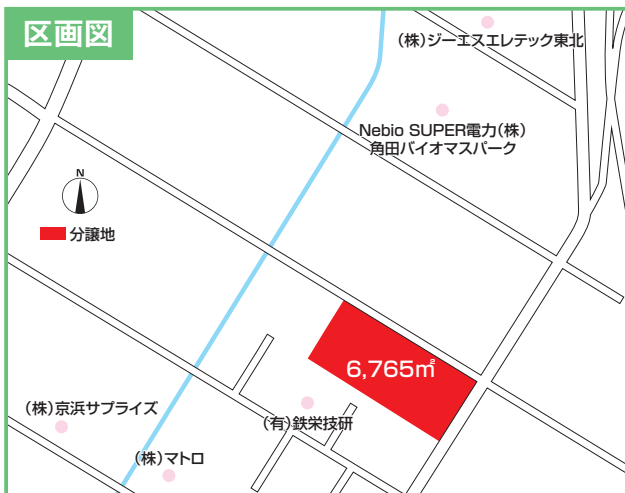 区画図
(株)ジーエスエレテック東北
Nebio SUPER電力(株)
角田バイオマスパーク
N
分譲地
6,765㎡
(有)鉄栄技研
(株)京浜サプライズ
(株)マトロ